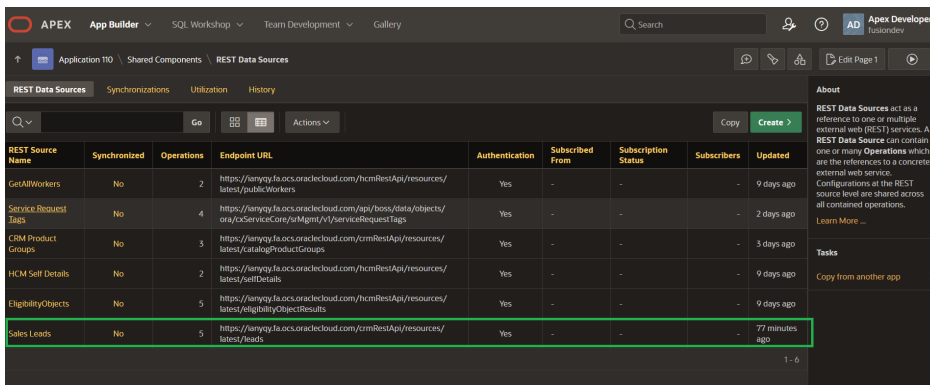 APEX App Builder SQL Workshop Team Development Gallery Search AD Apex Developer
fusiondev
Application 110 \ Shared Components \ REST Data Sources Edit Page 1
REST Data Sources Synchronizations Utilization History
Go Actions Copy Create >
REST Source Name Synchronized Operations Endpoint URL Authentication Subscribed From Subscription Status Subscribers Updated
GetAllWorkers No 2 https://ianyqy.fa.ocs.oraclecloud.com/hcmRestApi/resources/
latest/publicWorkers Yes - - - 9 days ago
Service Request Tags No 4 https://ianyqy.fa.ocs.oraclecloud.com/api/boss/data/objects/
ora/cxServiceCore/srMgmt/v1/serviceRequestTags Yes - - - 2 days ago
CRM Product Groups No 3 https://ianyqy.fa.ocs.oraclecloud.com/crmRestApi/resources/
latest/catalogProductGroups Yes - - - 3 days ago
HCM Self Details No 2 https://ianyqy.fa.ocs.oraclecloud.com/hcmRestApi/resources/
latest/selfDetails Yes - - - 9 days ago
EligibilityObjects No 5 https://ianyqy.fa.ocs.oraclecloud.com/hcmRestApi/resources/
latest/eligibilityObjectResults Yes - - - 9 days ago
Sales Leads No 5 https://ianyqy.fa.ocs.oraclecloud.com/crmRestApi/resources/
latest/leads Yes - - - 77 minutes ago
1 - 6
About
REST Data Sources act as a
reference to one or multiple
external web (REST) services. A
REST Data Source can contain
one or many Operations which
are the references to a concrete
external web service.
Configurations at the REST
source level are shared across
all contained operations.
Learn More ...
Tasks
Copy from another app